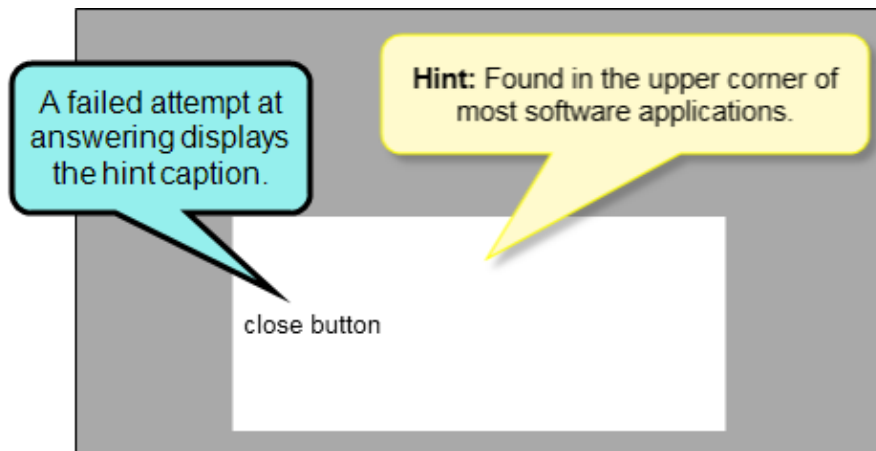 A failed attempt at
answering displays
the hint caption.
Hint: Found in the upper corner of
most software applications.
close button